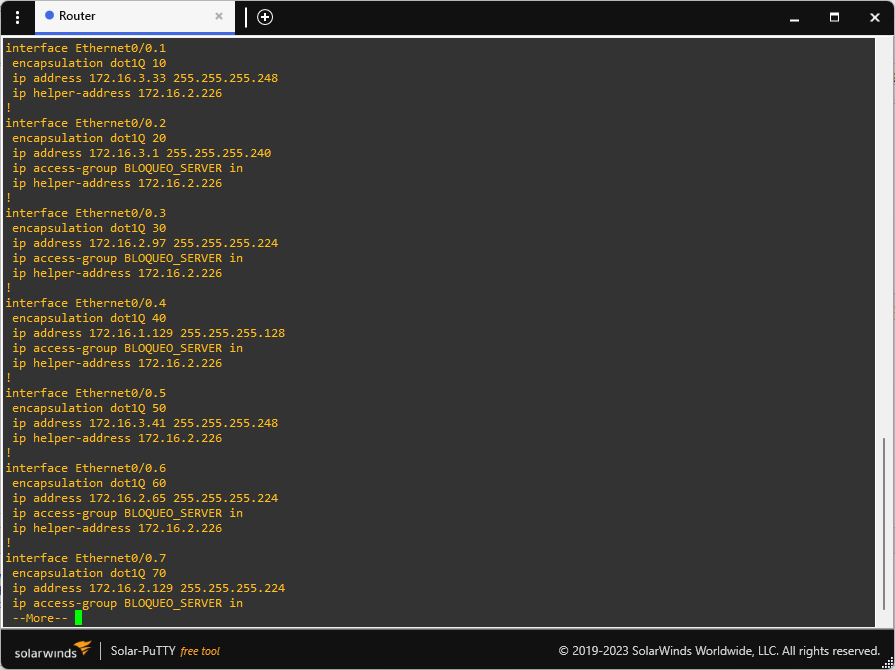 Router
interface Ethernet0/0.1
 encapsulation dot1Q 10
 ip address 172.16.3.33 255.255.255.248
 ip helper-address 172.16.2.226
!
interface Ethernet0/0.2
 encapsulation dot1Q 20
 ip address 172.16.3.1 255.255.255.240
 ip access-group BLOQUEO_SERVER in
 ip helper-address 172.16.2.226
!
interface Ethernet0/0.3
 encapsulation dot1Q 30
 ip address 172.16.2.97 255.255.255.224
 ip access-group BLOQUEO_SERVER in
 ip helper-address 172.16.2.226
!
interface Ethernet0/0.4
 encapsulation dot1Q 40
 ip address 172.16.1.129 255.255.255.128
 ip access-group BLOQUEO_SERVER in
 ip helper-address 172.16.2.226
!
interface Ethernet0/0.5
 encapsulation dot1Q 50
 ip address 172.16.3.41 255.255.255.248
 ip helper-address 172.16.2.226
!
interface Ethernet0/0.6
 encapsulation dot1Q 60
 ip address 172.16.2.65 255.255.255.224
 ip access-group BLOQUEO_SERVER in
 ip helper-address 172.16.2.226
!
interface Ethernet0/0.7
 encapsulation dot1Q 70
 ip address 172.16.2.129 255.255.255.224
 ip access-group BLOQUEO_SERVER in
 --More--
solarwinds Solar-PuTTY free tool © 2019-2023 SolarWinds Worldwide, LLC. All rights reserved.